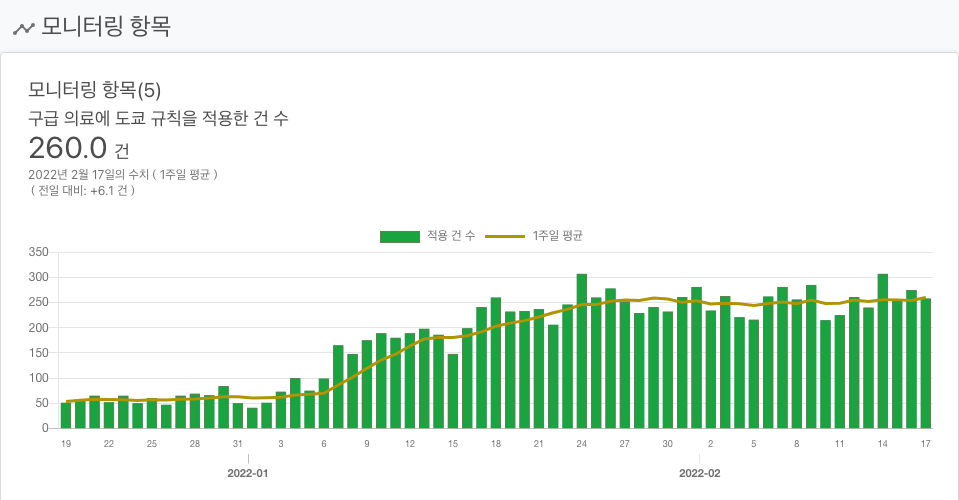 모니터링 항목
모니터링 항목(5)
구급 의료에 도쿄 규칙을 적용한 건 수
260.0 건
2022년 2월 17일의 수치 ( 1주일 평균 )
( 전일 대비: +6.1 건 )
적용 건 수 1주일 평균
350
300
250
200
150
100
50
0
19 22 25 28 31 3 6 9 12 15 18 21 24 27 30 2 5 8 11 14 17
2022-01 2022-02